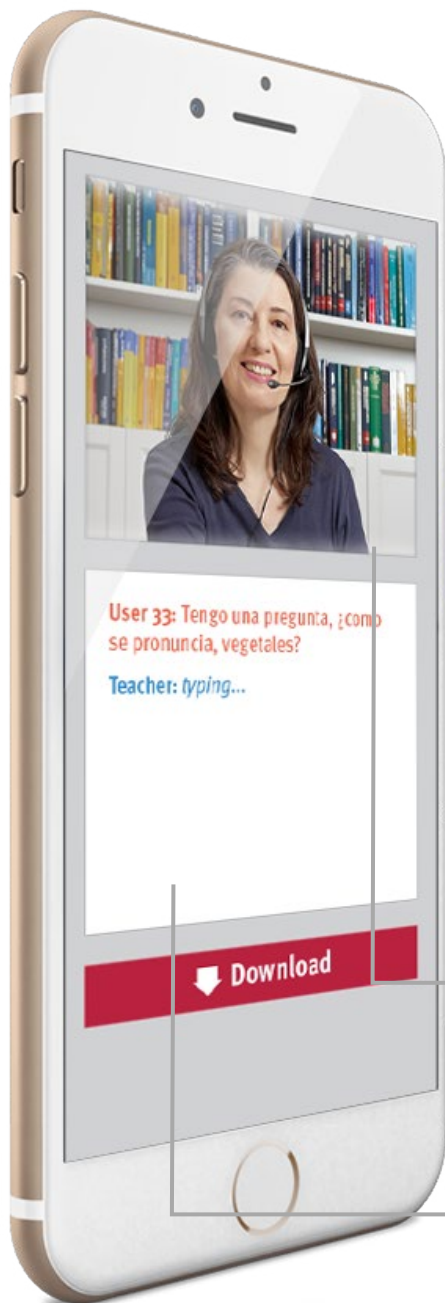 User 33: Tengo una pregunta, ¿como
se pronuncia, vegetales?
Teacher: typing...
Download